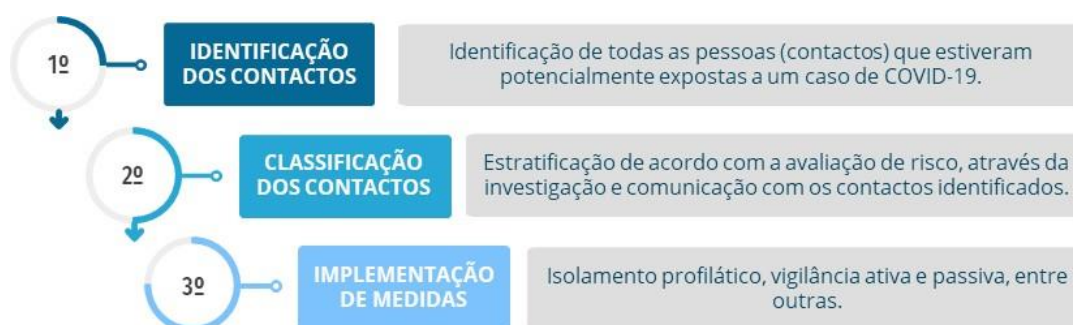 1º
IDENTIFICAÇÃO
DOS CONTACTOS
Identificação de todas as pessoas (contactos) que estiveram
potencialmente expostas a um caso de COVID-19.
2º
CLASSIFICAÇÃO
DOS CONTACTOS
Estratificação de acordo com a avaliação de risco, através da
investigação e comunicação com os contactos identificados.
3º
IMPLEMENTAÇÃO
DE MEDIDAS
Isolamento profilático, vigilância ativa e passiva, entre
outras.